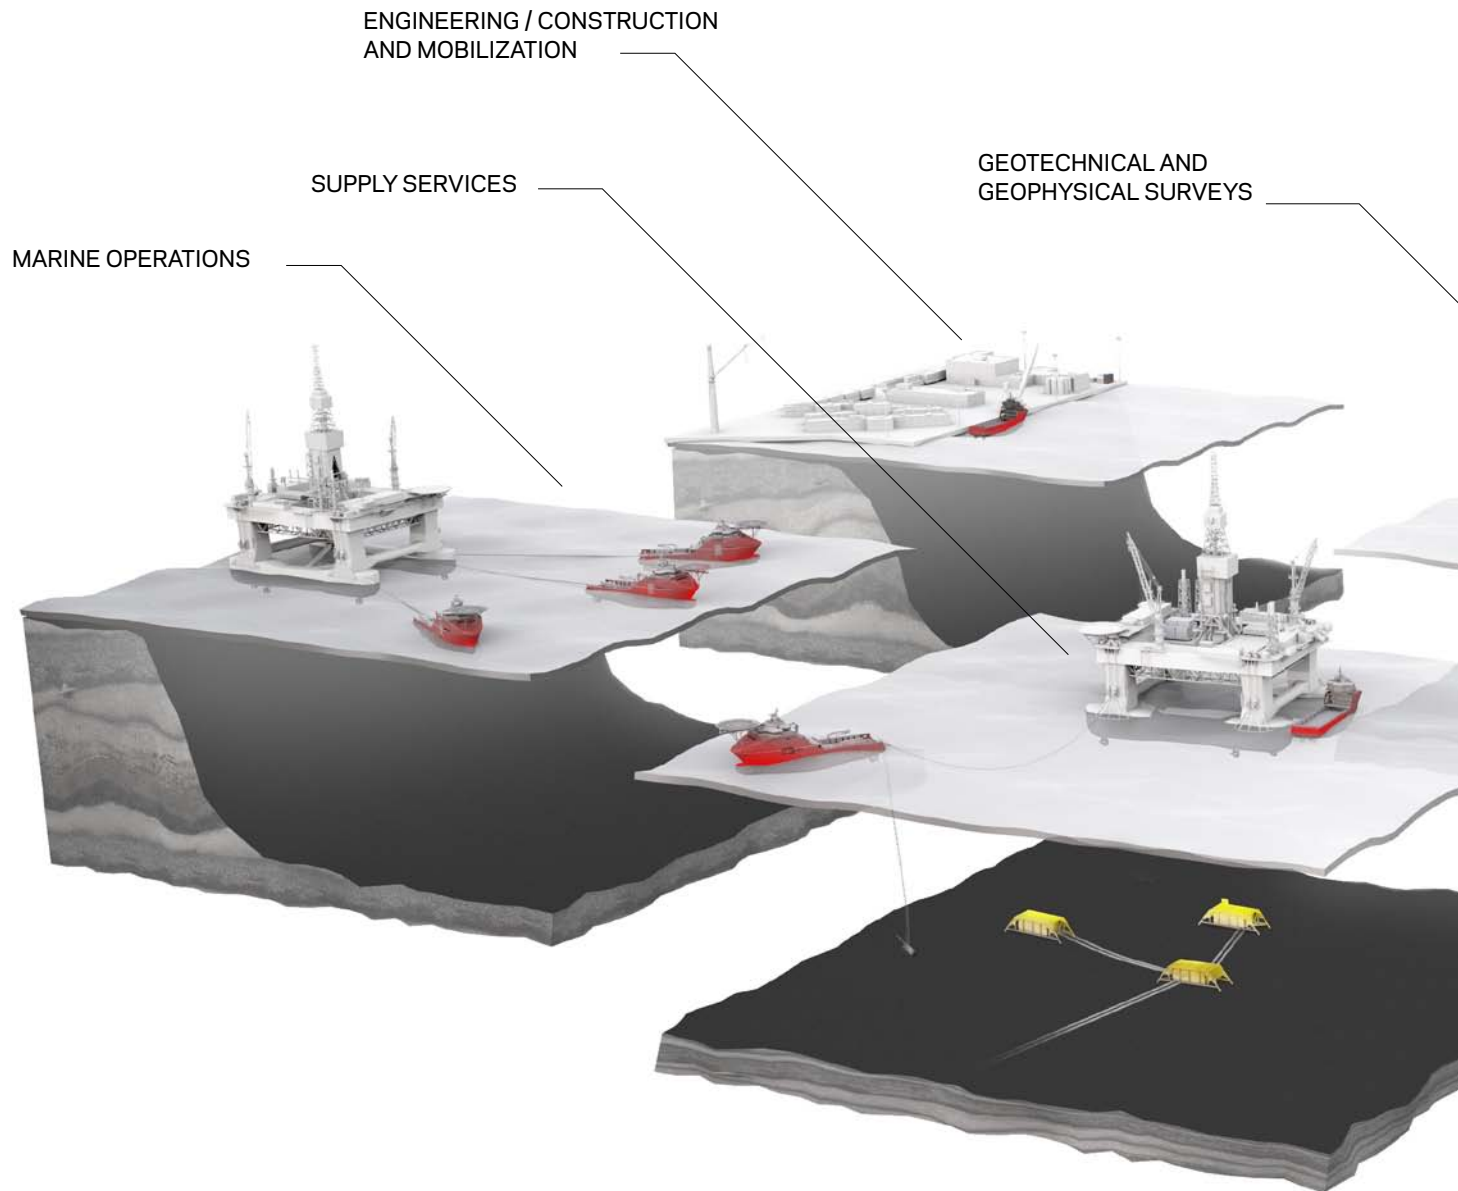 ENGINEERING / CONSTRUCTION
AND MOBILIZATION
GEOTECHNICAL AND
GEOPHYSICAL SURVEYS
SUPPLY SERVICES
MARINE OPERATIONS